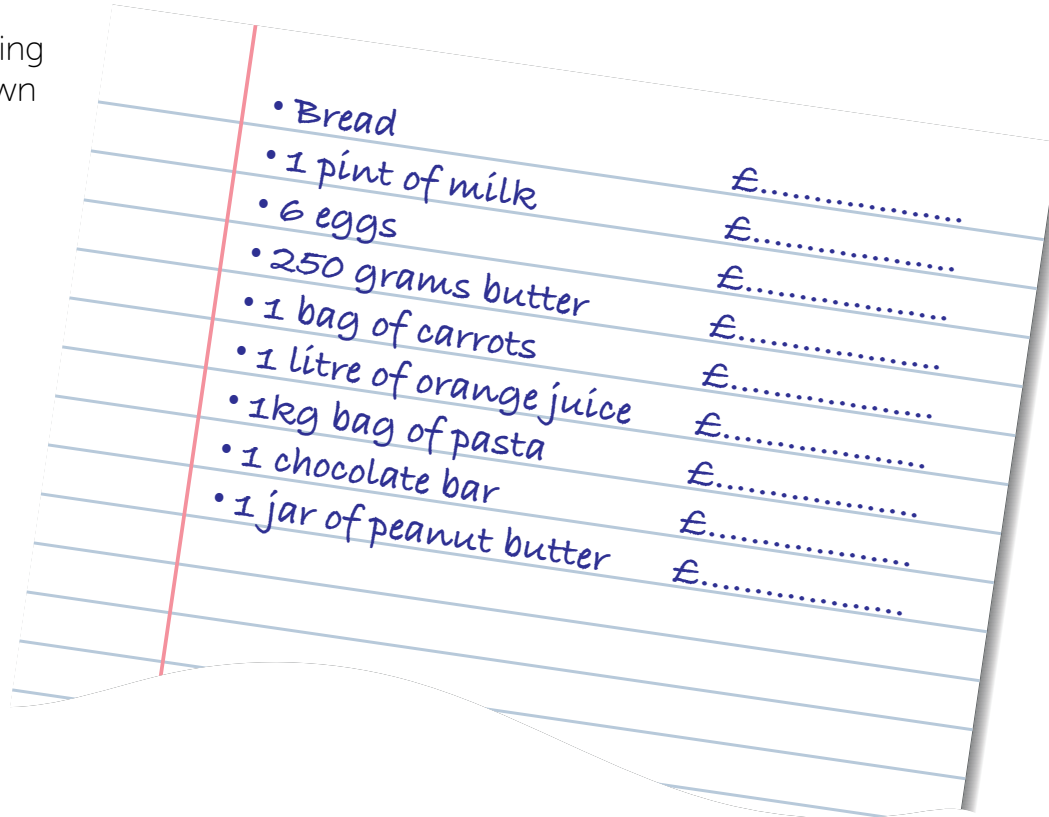 ing
wn
• Bread £..................
• 1 pint of milk £..................
• 6 eggs £..................
• 250 grams butter £..................
• 1 bag of carrots £..................
• 1 litre of orange juice £..................
• 1kg bag of pasta £..................
• 1 chocolate bar £..................
• 1 jar of peanut butter £..................